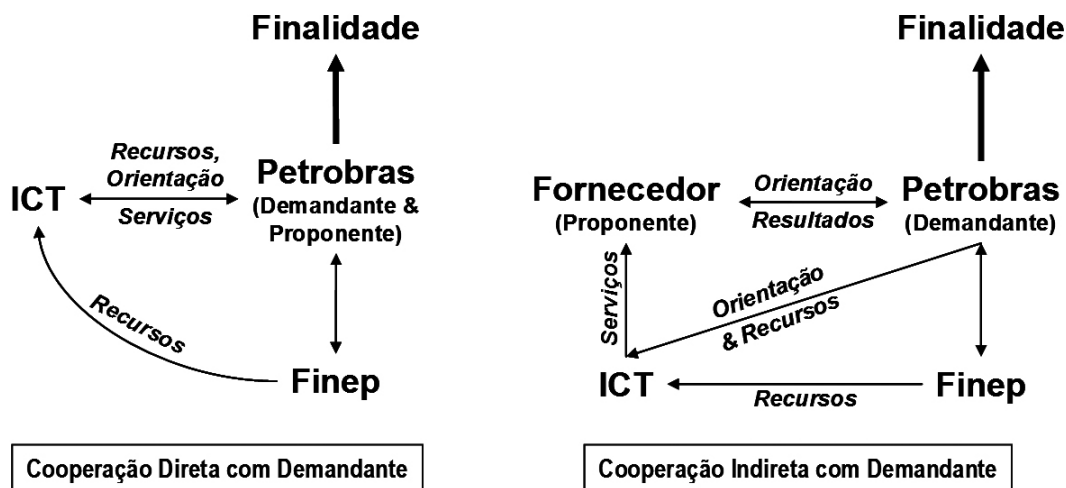 Finalidade
Recursos,
Orientação
ICT
Serviços
Petrobras
(Demandante &
Proponente)
Recursos
Finep
Cooperação Direta com Demandante
Finalidade
Fornecedor
(Proponente)
Orientação
Resultados
Petrobras
(Demandante)
Serviços
Orientação
& Recursos
ICT
Recursos
Finep
Cooperação Indireta com Demandante